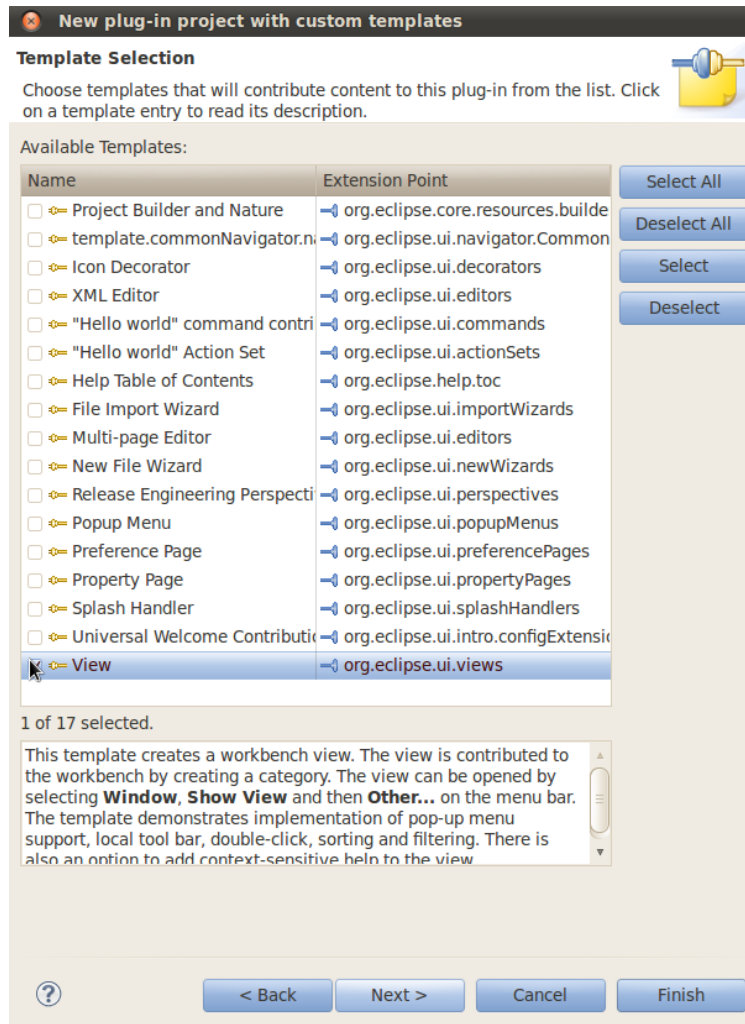 New plug-in project with custom templates
Template Selection
Choose templates that will contribute content to this plug-in from the list. Click
on a template entry to read its description.
Available Templates:
Name Extension Point
Project Builder and Nature org.eclipse.core.resources.builde
template.commonNavigator.n org.eclipse.ui.navigator.Common
Icon Decorator org.eclipse.ui.decorators
XML Editor org.eclipse.ui.editors
"Hello world" command contri org.eclipse.ui.commands
"Hello world" Action Set org.eclipse.ui.actionSets
Help Table of Contents org.eclipse.help.toc
File Import Wizard org.eclipse.ui.importWizards
Multi-page Editor org.eclipse.ui.editors
New File Wizard org.eclipse.ui.newWizards
Release Engineering Perspecti org.eclipse.ui.perspectives
Popup Menu org.eclipse.ui.popupMenus
Preference Page org.eclipse.ui.preferencePages
Property Page org.eclipse.ui.propertyPages
Splash Handler org.eclipse.ui.splashHandlers
Universal Welcome Contributi org.eclipse.ui.intro.configExtensi
View org.eclipse.ui.views
Select All
Deselect All
Select
Deselect
1 of 17 selected.
This template creates a workbench view. The view is contributed to
the workbench by creating a category. The view can be opened by
selecting Window, Show View and then Other... on the menu bar.
The template demonstrates implementation of pop-up menu
support, local tool bar, double-click, sorting and filtering. There is
also an option to add context-sensitive help to the view.
?
< Back
Next >
Cancel
Finish